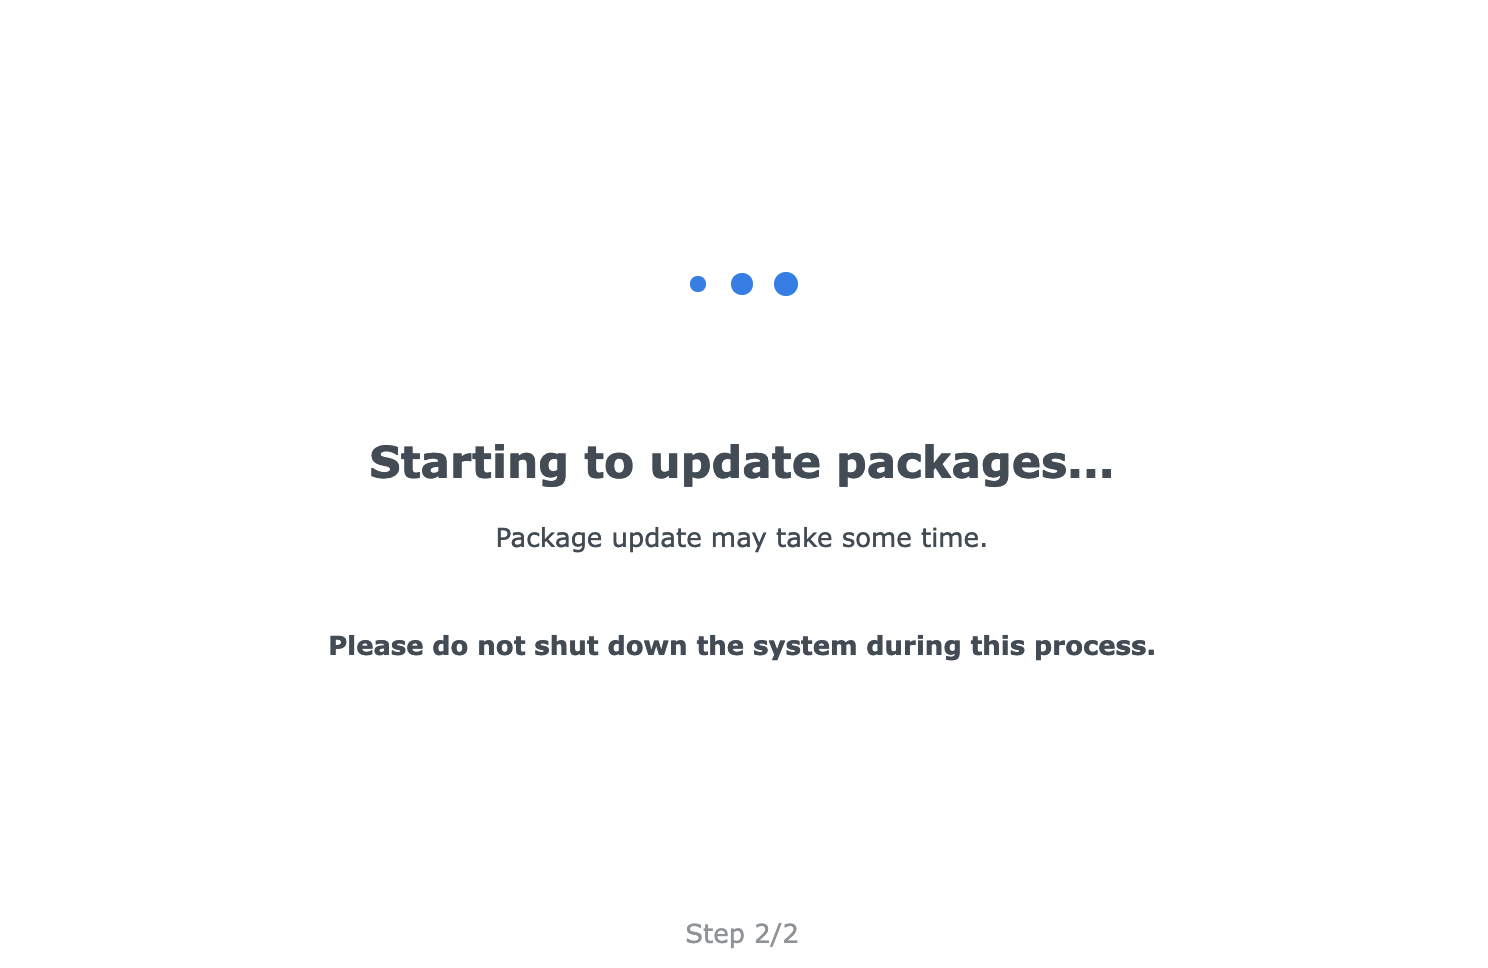 Starting to update packages...
Package update may take some time.
Please do not shut down the system during this process.
Step 2/2